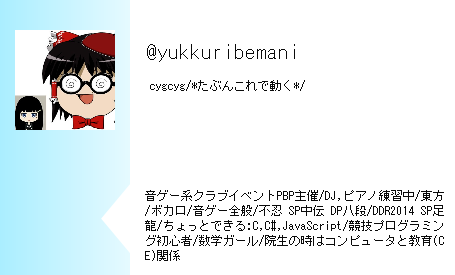 @yukkuribemani
cygcyg/*たぶんこれで動く*/
音ゲー系クラブイベントPBP主催/DJ,ピアノ練習中/東方
/ボカロ/音ゲー全般/不忍 SP中伝 DP八段/DDR2014 SP足
龍/ちょっとできる:C,C#,JavaScript/競技プログラミン
グ初心者/数学ガール/院生の時はコンピュータと教育(C
E)関係